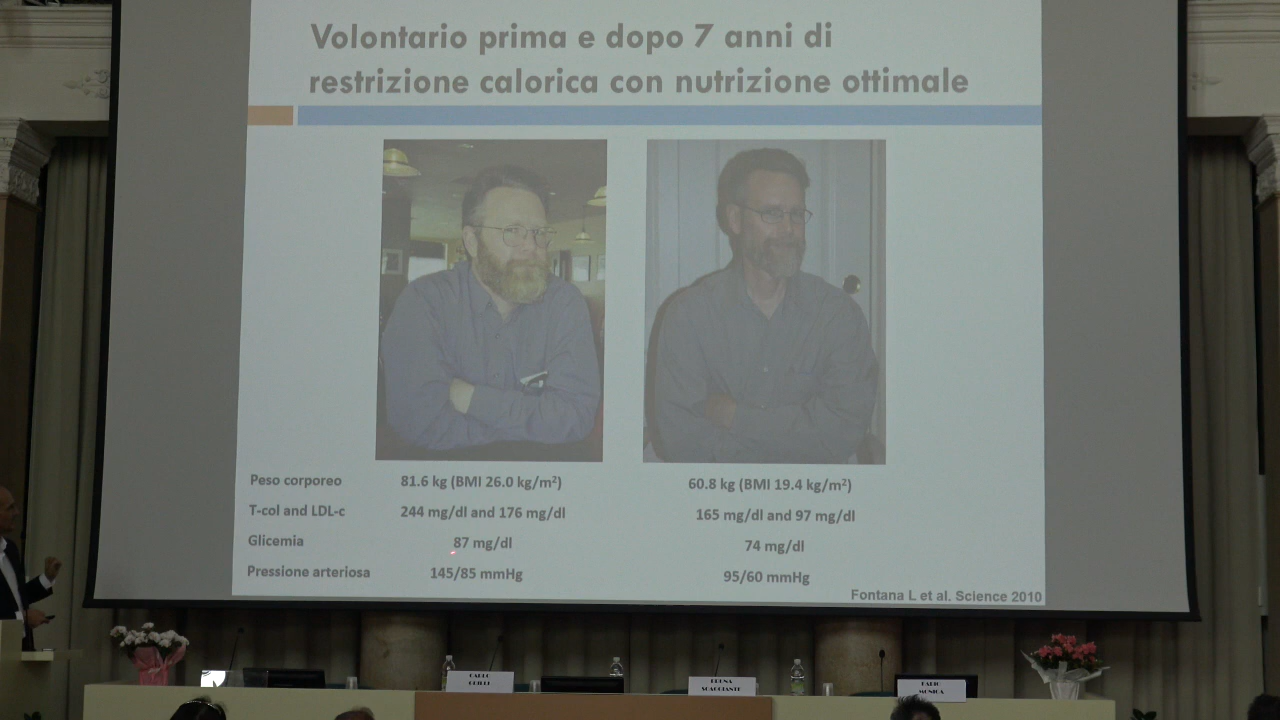 Volontario prima e dopo 7 anni di
restrizione calorica con nutrizione ottimale
Peso corporeo 81.6 kg (BMI 26.0 kg/m²) 60.8 kg (BMI 19.4 kg/m²)
T-col and LDL-c 244 mg/dl and 176 mg/dl 165 mg/dl and 97 mg/dl
Glicemia 87 mg/dl 74 mg/dl
Pressione arteriosa 145/85 mmHg 95/60 mmHg
Fontana L et al. Science 2010
BRUNA
SCACCIANTE
MONICA